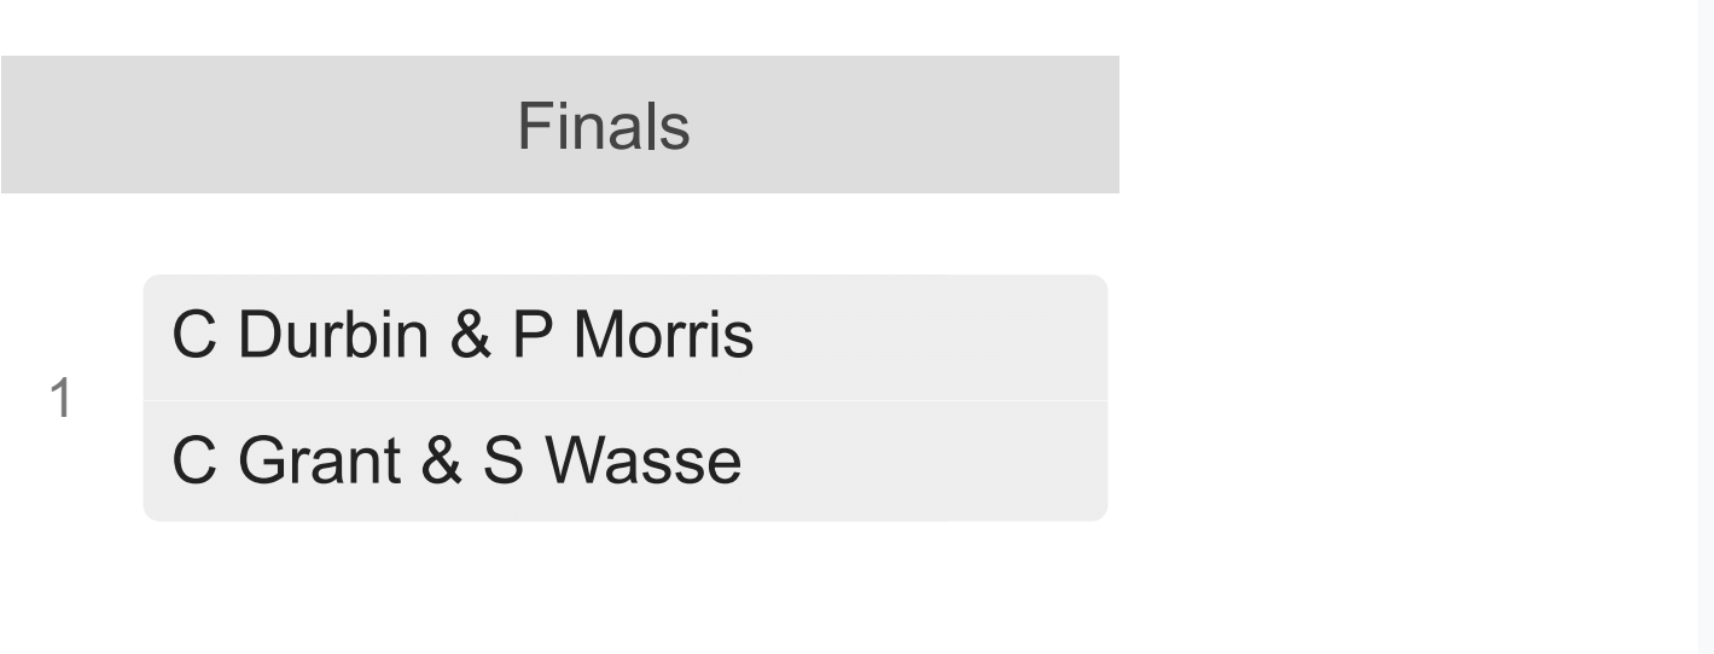 Finals
C Durbin & P Morris
1
C Grant & S Wasse